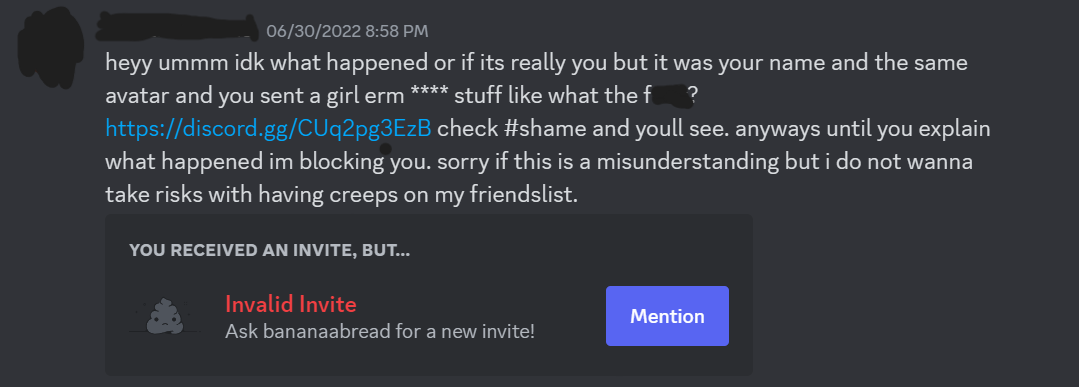 06/30/2022 8:58 PM
heyy ummm idk what happened or if its really you but it was your name and the same
avatar and you sent a girl erm **** stuff like what the f ?
https://discord.gg/CUq2pg3EzB check #shame and youll see. anyways until you explain
what happened im blocking you. sorry if this is a misunderstanding but i do not wanna
take risks with having creeps on my friendslist.
YOU RECEIVED AN INVITE, BUT...
Invalid Invite
Ask bananaabread for a new invite!
Mention